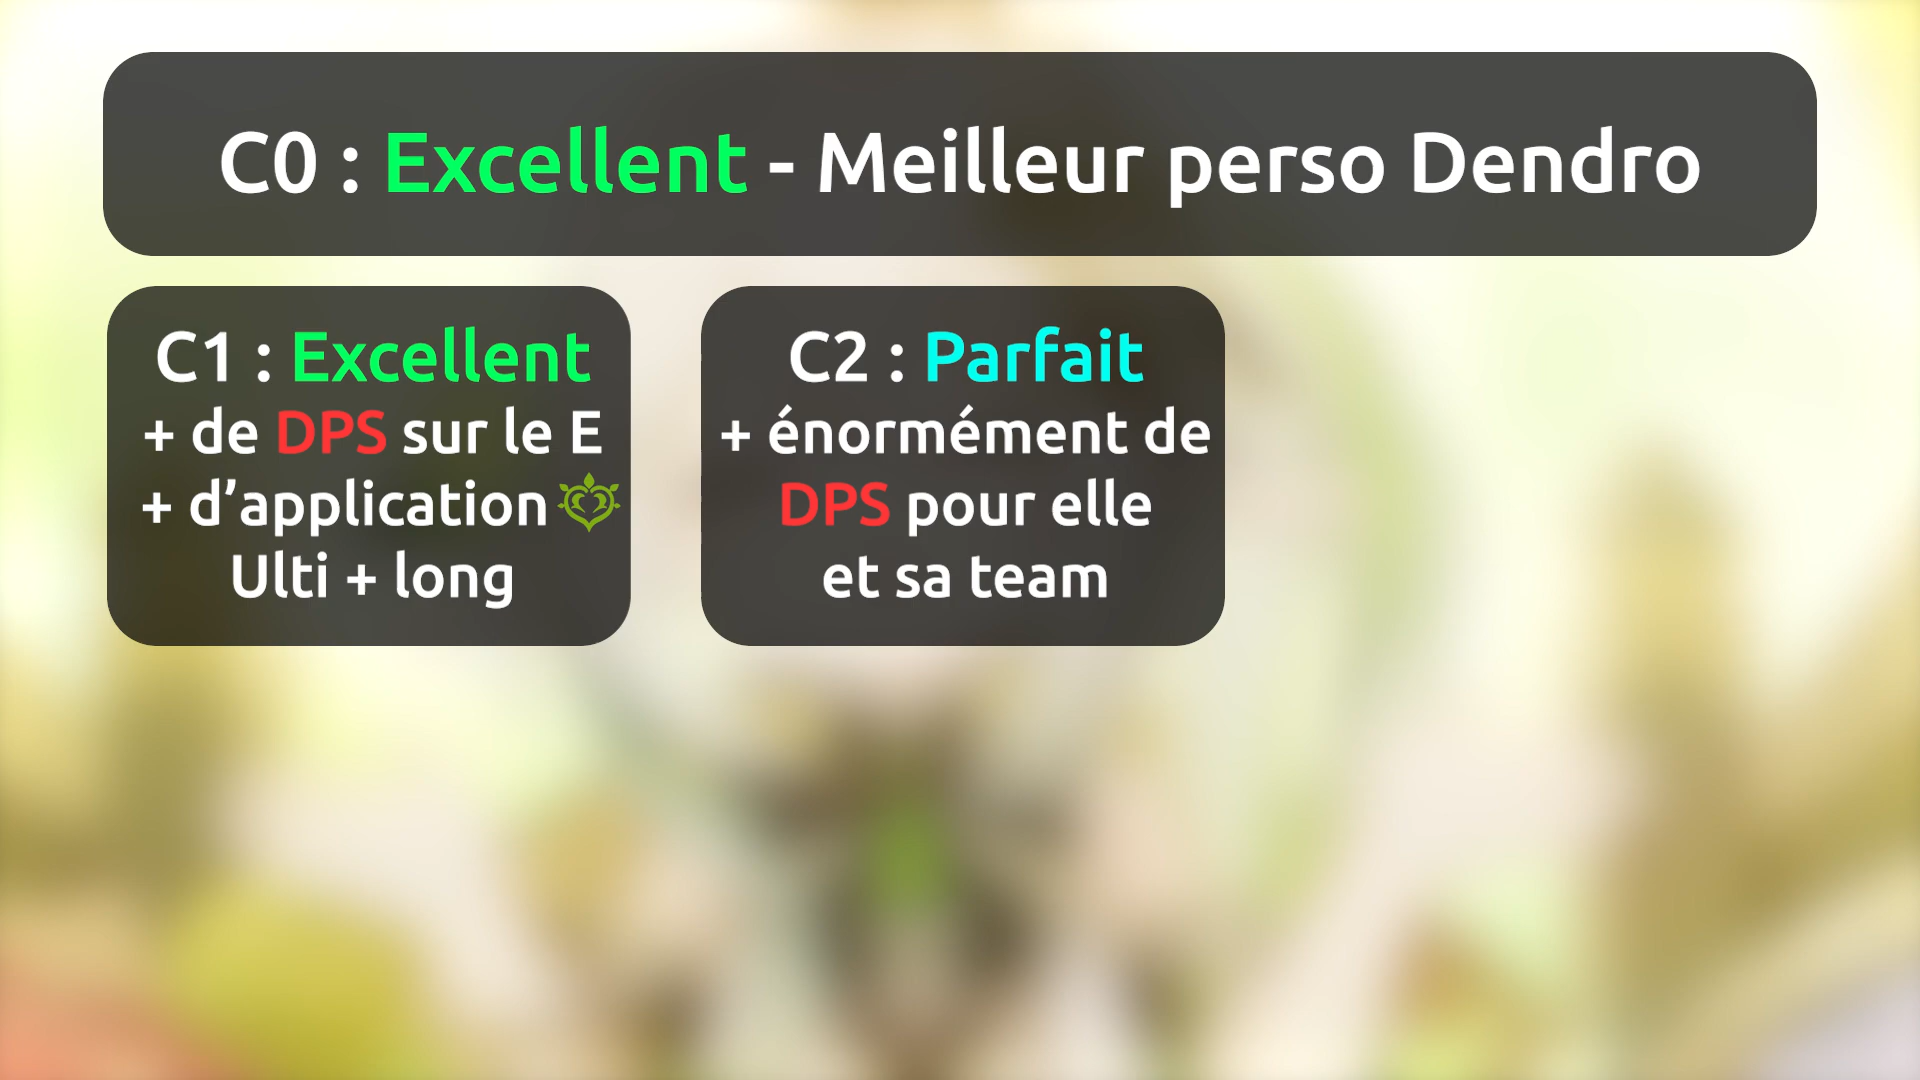 C0 : Excellent - Meilleur perso Dendro
C1 : Excellent
+ de DPS sur le E
+ d’application
Ulti + long
C2 : Parfait
+ énormément de
DPS pour elle
et sa team